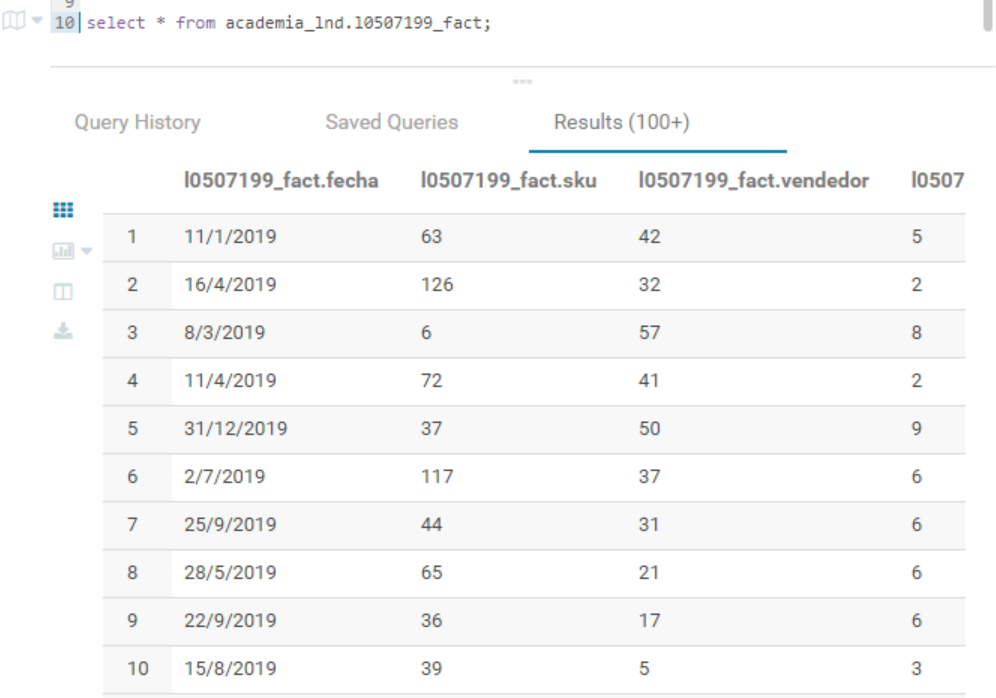 9
10 select * from academia_lnd.l0507199_fact;
Query History Saved Queries Results (100+)
l0507199_fact.fecha l0507199_fact.sku l0507199_fact.vendedor l0507
1 11/1/2019 63 42 5
2 16/4/2019 126 32 2
3 8/3/2019 6 57 8
4 11/4/2019 72 41 2
5 31/12/2019 37 50 9
6 2/7/2019 117 37 6
7 25/9/2019 44 31 6
8 28/5/2019 65 21 6
9 22/9/2019 36 17 6
10 15/8/2019 39 5 3